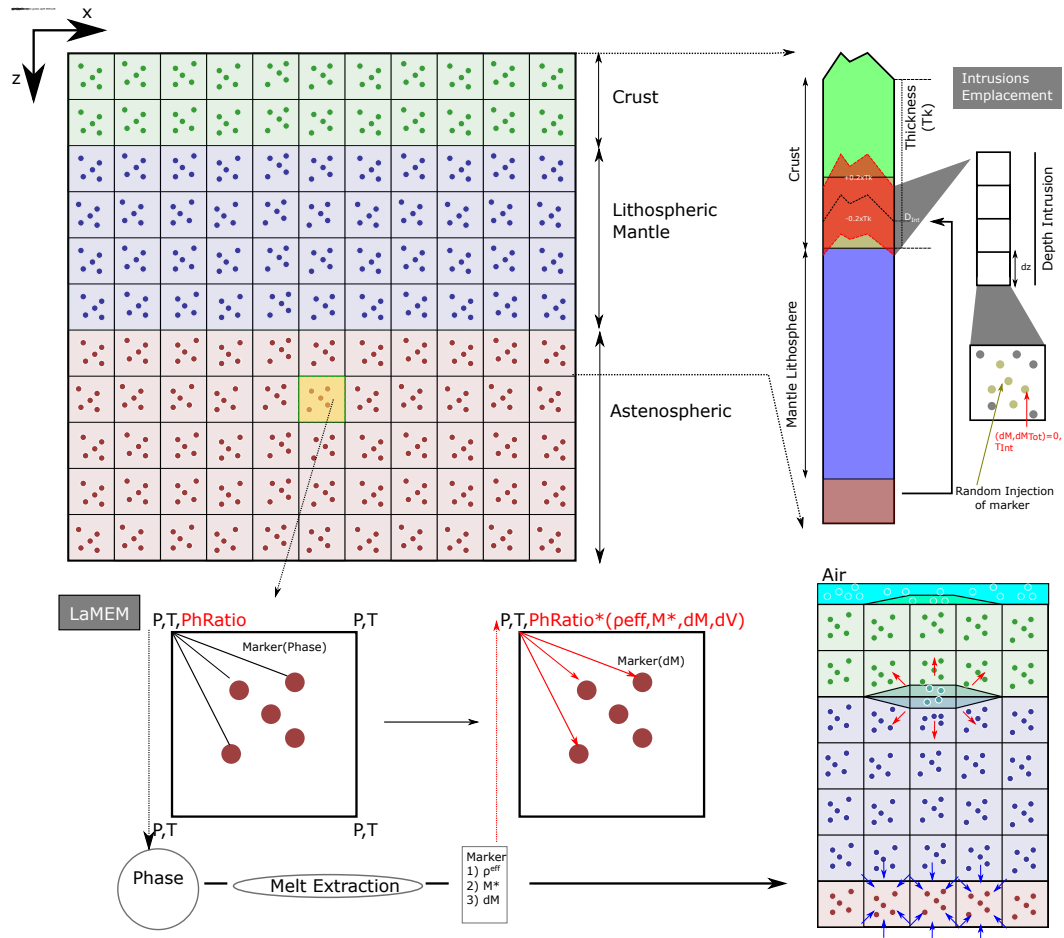 x
z
Crust
Lithospheric
Mantle
Astenospheric
Intrusions
Emplacement
Thickness
(Tk)
Crust
+0.2xTk
-0.2xTk
DInt
Mantle Lithosphere
Depth Intrusion
dz
(dM,dMTot)=0,
TInt
Random Injection
of marker
LaMEM
P,T,PhRatio
P,T
Marker(Phase)
P,T
P,T
P,T,PhRatio*(peff,M*,dM,dV)
Marker(dM)
Phase
Melt Extraction
Marker
1) ρeff
2) M*
3) dM
Air